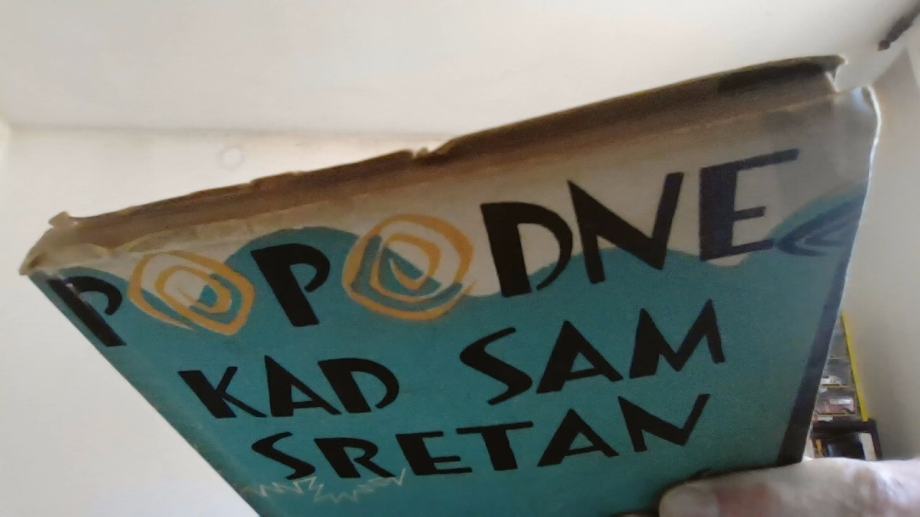 POPODNE
KAD SAM
SRETAN